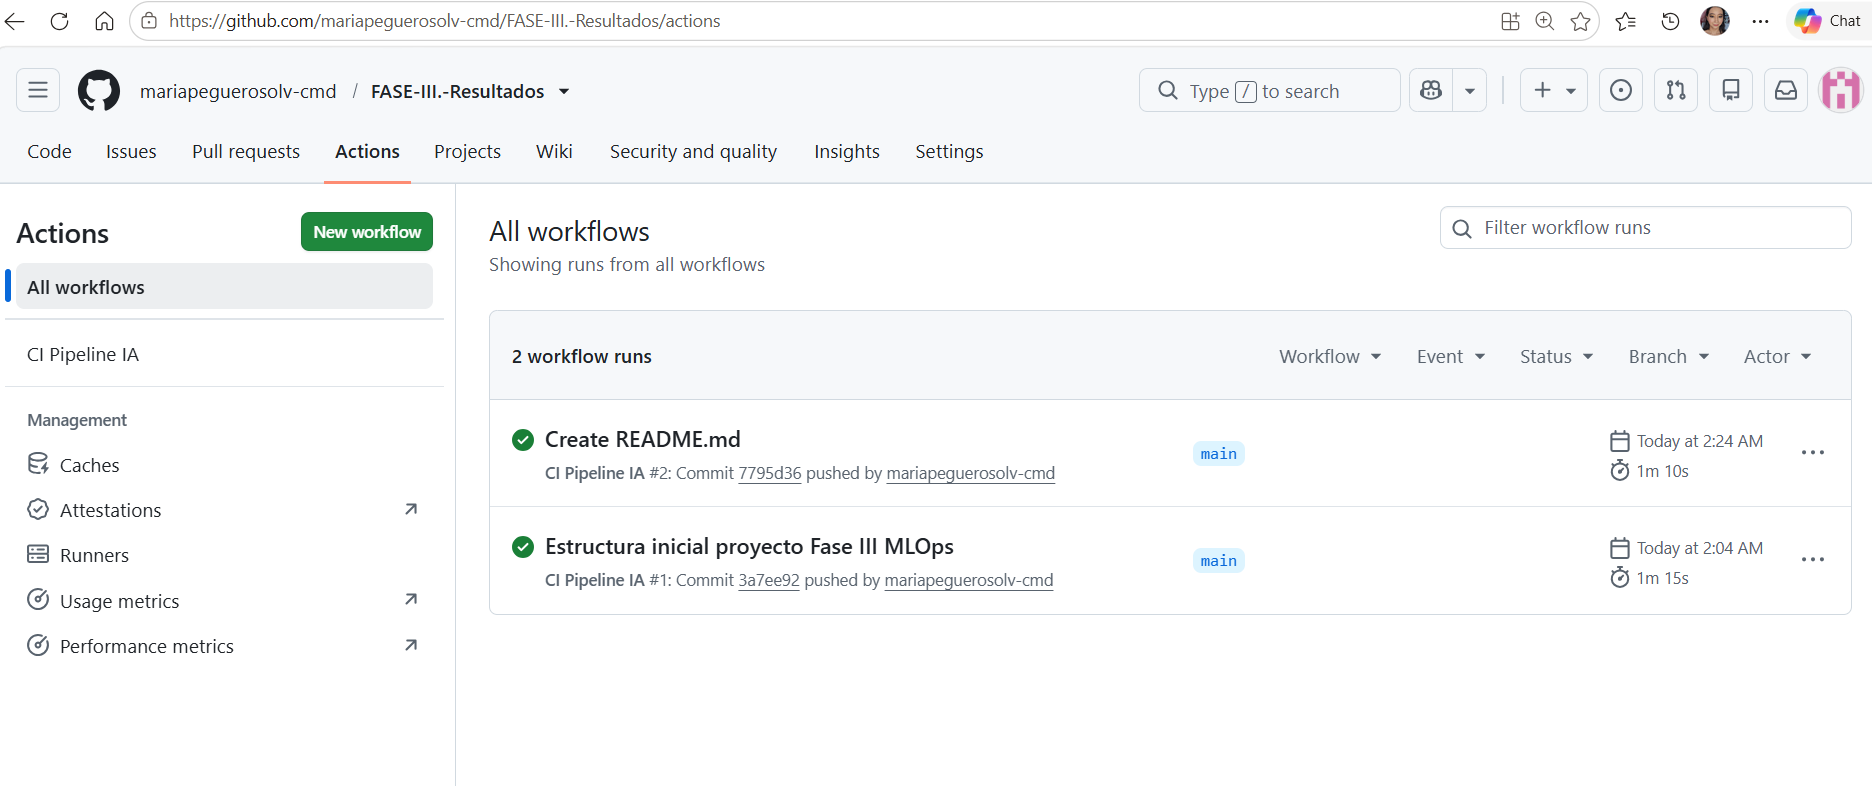 https://github.com/mariapeguerosolv-cmd/FASE-III.-Resultados/actions
Chat
mariapeguerosolv-cmd / FASE-III.-Resultados
Type / to search
Code Issues Pull requests Actions Projects Wiki Security and quality Insights Settings
Actions
New workflow
All workflows
CI Pipeline IA
Management
Caches
Attestations
Runners
Usage metrics
Performance metrics
All workflows
Showing runs from all workflows
Filter workflow runs
2 workflow runs
Workflow Event Status Branch Actor
Create README.md
CI Pipeline IA #2: Commit 7795d36 pushed by mariapeguerosolv-cmd
main
Today at 2:24 AM
1m 10s
Estructura inicial proyecto Fase III MLOps
CI Pipeline IA #1: Commit 3a7ee92 pushed by mariapeguerosolv-cmd
main
Today at 2:04 AM
1m 15s